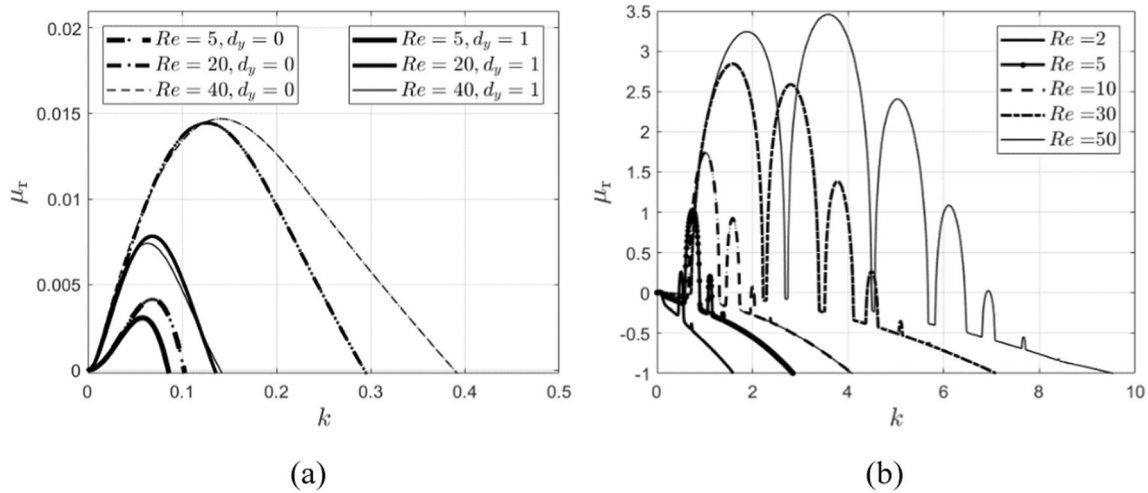 0.02
0.015
0.01
0.005
0
μr
Re = 5, dy = 0
Re = 20, dy = 0
Re = 40, dy = 0
Re = 5, dy = 1
Re = 20, dy = 1
Re = 40, dy = 1
0 0.1 0.2 0.3 0.4 0.5
k
(a)
3.5
3
2.5
2
1.5
1
0.5
0
-0.5
-1
μr
Re =2
Re =5
Re =10
Re =30
Re =50
0 2 4 6 8 10
k
(b)